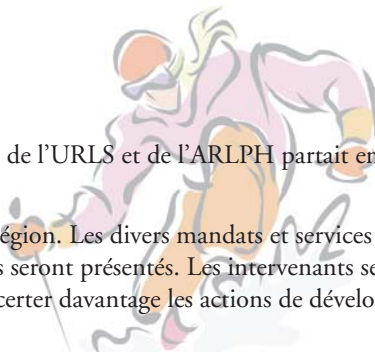 de l’URLS et de l’ARLPH partait en
égion. Les divers mandats et services
s seront présentés. Les intervenants se
certer davantage les actions de dévelo